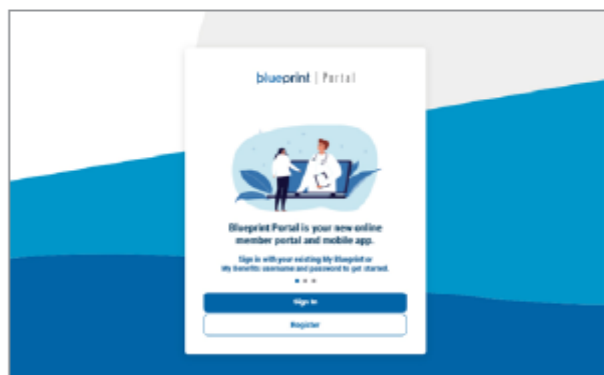 blueprint | Portal
Blueprint Portal is your new online
member portal and mobile app.
Sign in with your existing My Blueprint or
My Benefits username and password to get started.
Sign In
Register